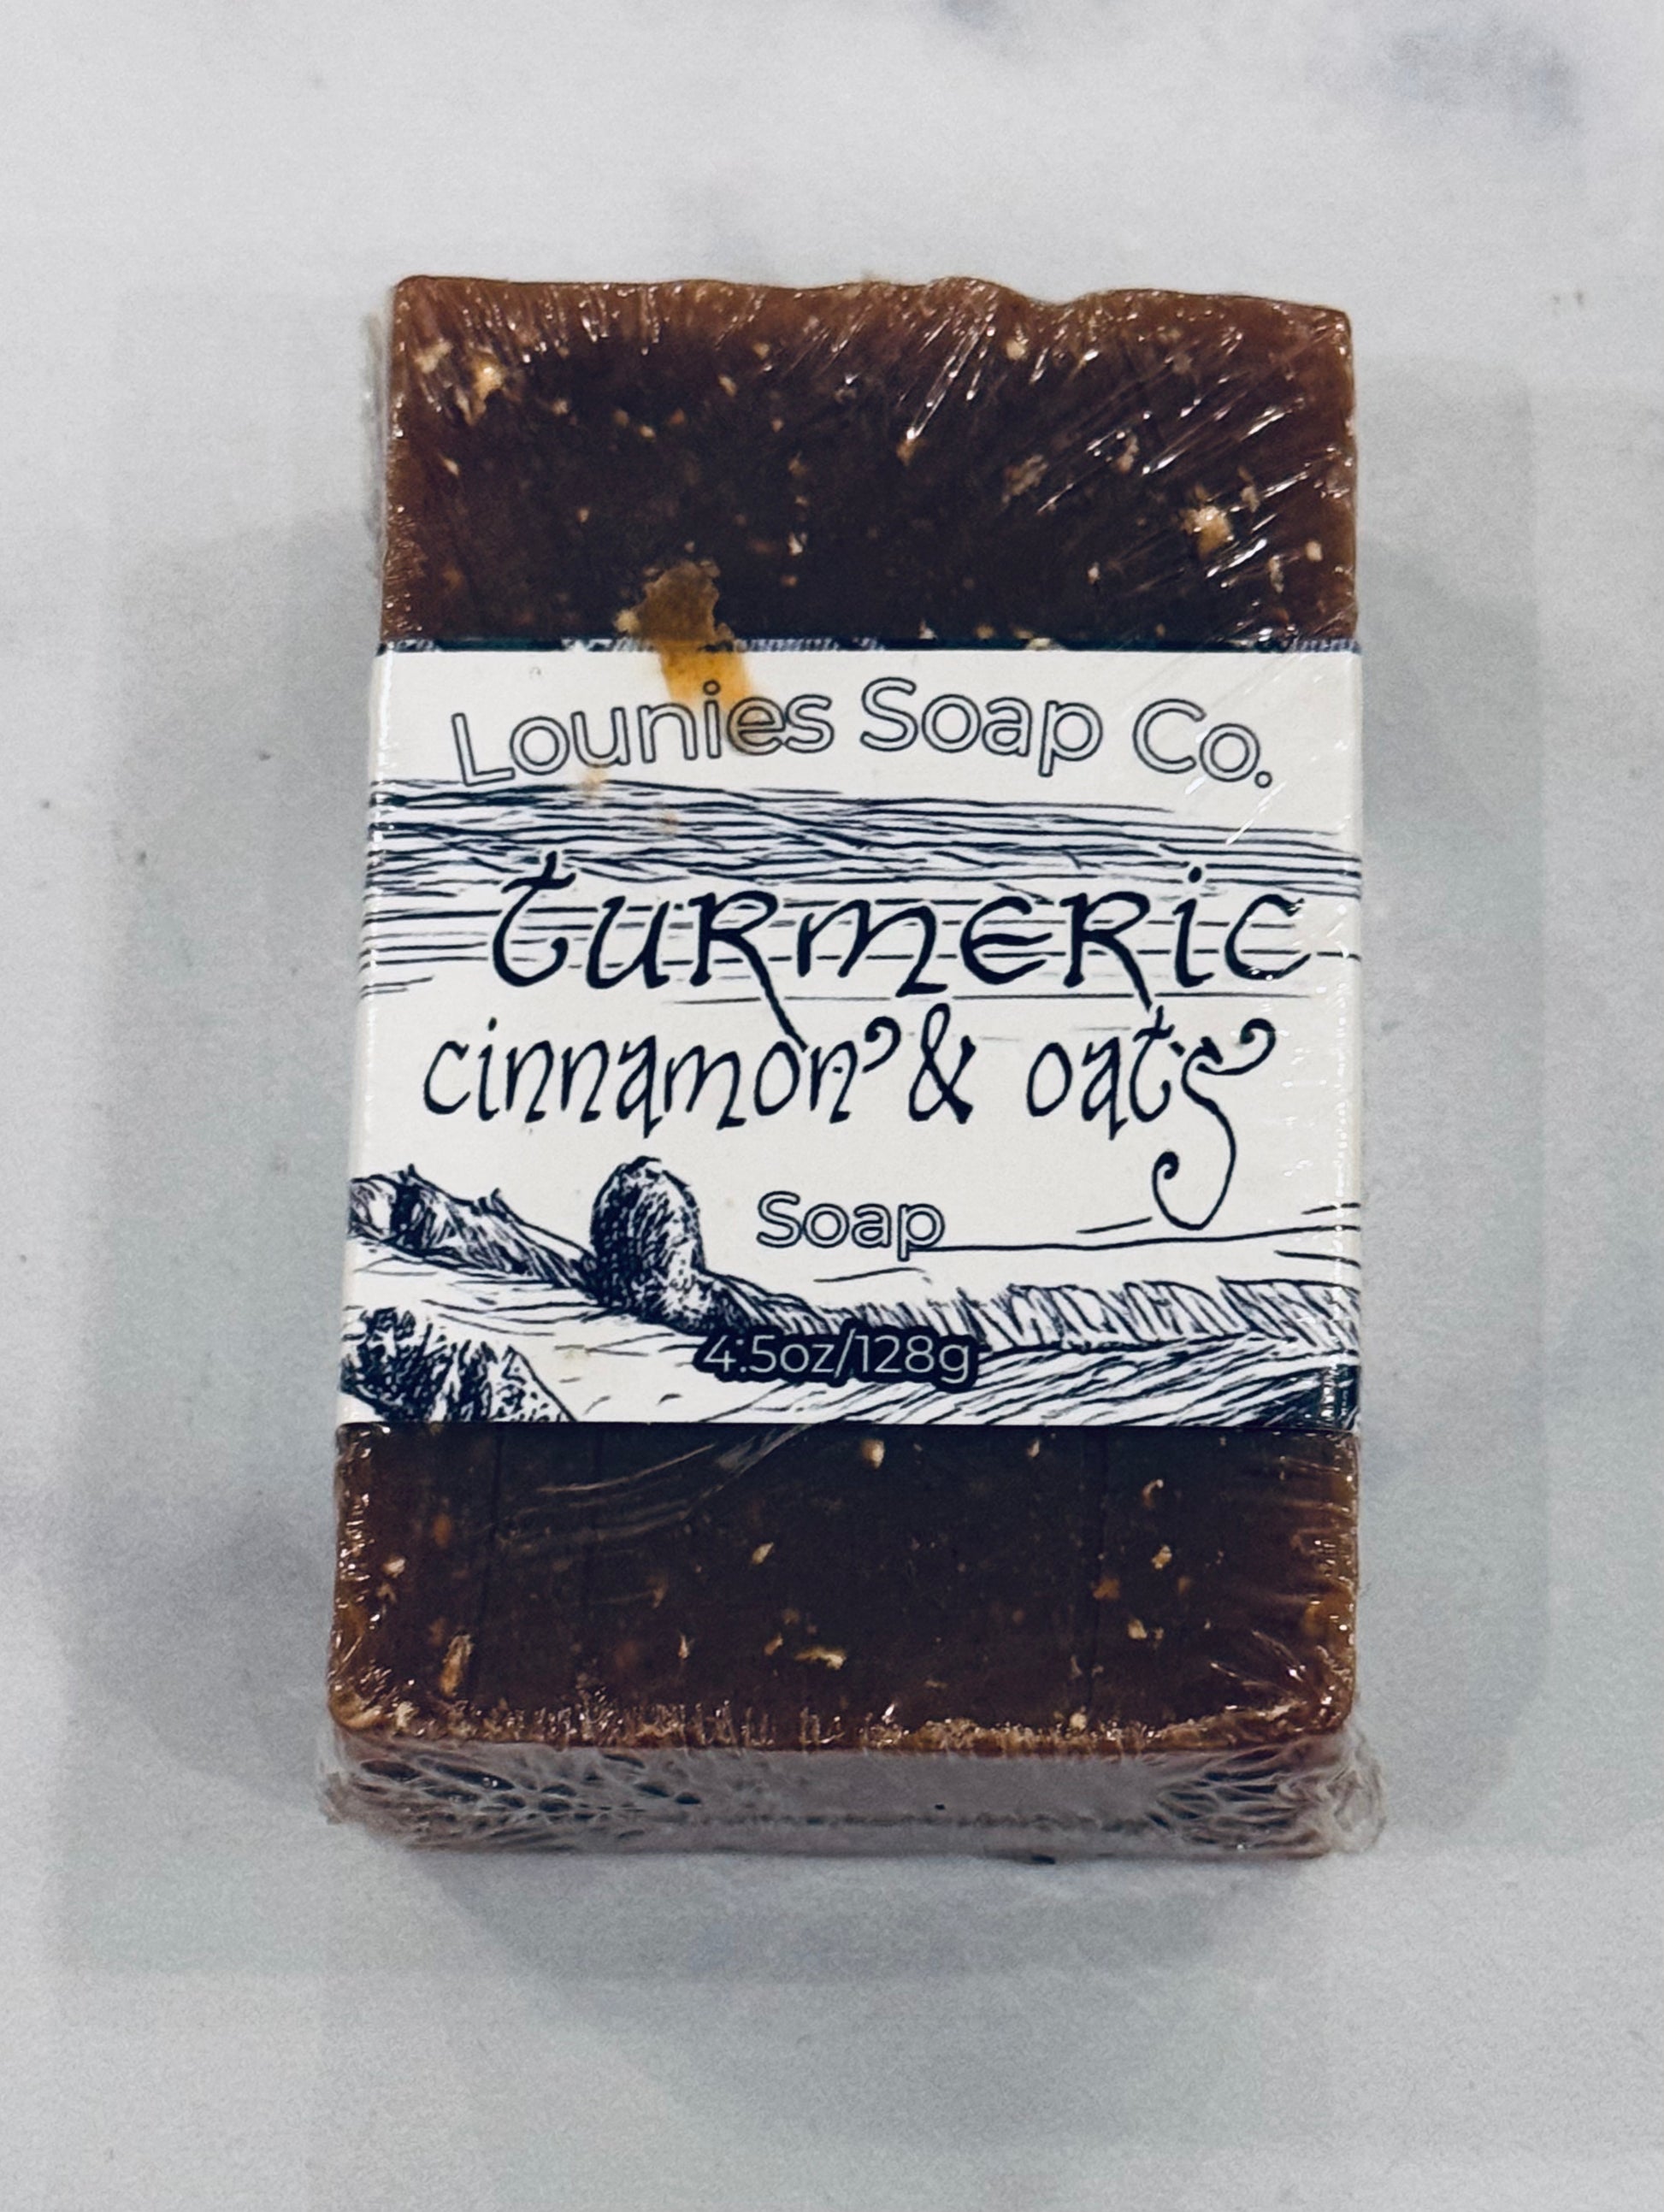 Lounies Soap Co.
turmeric
cinnamon & oats
Soap
4.5oz/128g